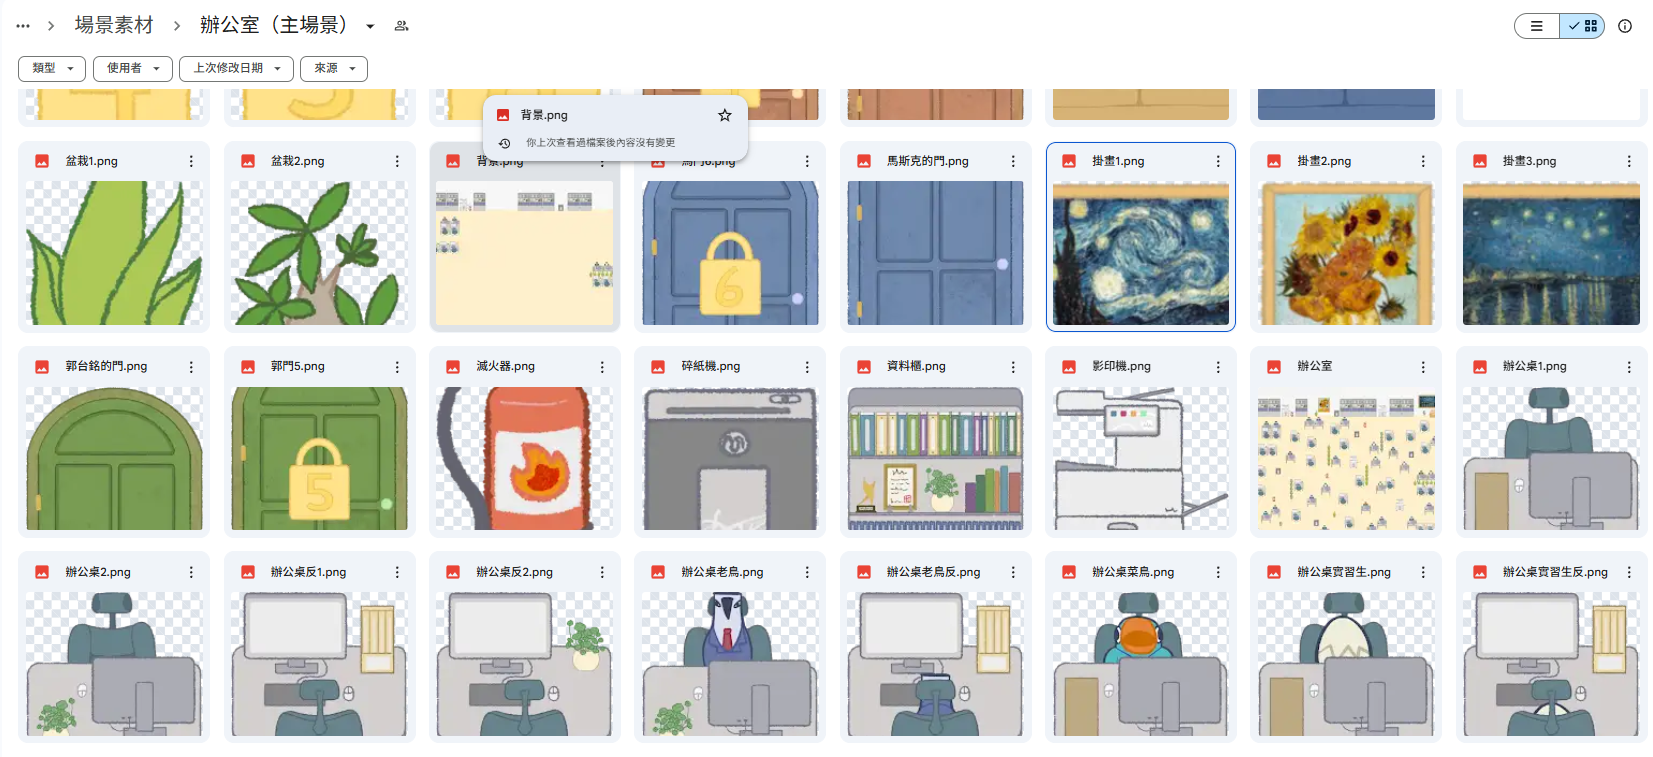 場景素材 > 辦公室（主場景）
類型 使用者 上次修改日期 來源
背景.png
你上次查看過檔案後內容沒有變更
盆栽1.png 盆栽2.png 背景.png 馬門6.png 馬斯克的門.png 掛畫1.png 掛畫2.png 掛畫3.png
6
郭台銘的門.png 郭門5.png 滅火器.png 碎紙機.png 資料櫃.png 影印機.png 辦公室 辦公桌1.png
5
辦公桌2.png 辦公桌反1.png 辦公桌反2.png 辦公桌老鳥.png 辦公桌老鳥反.png 辦公桌菜鳥.png 辦公桌實習生.png 辦公桌實習生反.png